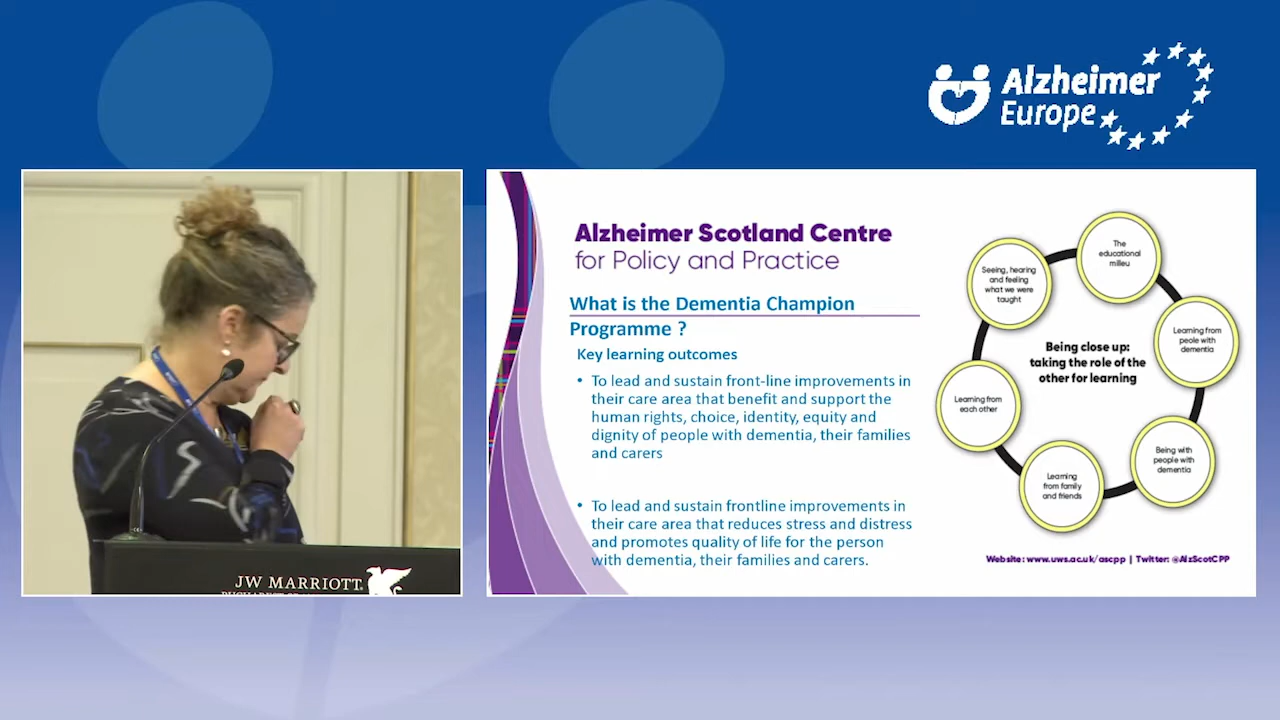 Alzheimer
Europe
Alzheimer Scotland Centre
for Policy and Practice
What is the Dementia Champion
Programme ?
Key learning outcomes
• To lead and sustain front-line improvements in
their care area that benefit and support the
human rights, choice, identity, equity and
dignity of people with dementia, their families
and carers
• To lead and sustain frontline improvements in
their care area that reduces stress and distress
and promotes quality of life for the person
with dementia, their families and carers.
The
educational
milieu
Learning from
peole with
dementia
Being with
people with
dementia
Learning
from family
and friends
Learning from
each other
Seeing, hearing
and feeling
what we were
taught
Being close up:
taking the role of the
other for learning
Website: www.uws.ac.uk/ascpp | Twitter: @AlzScotCPP
JW MARRIOTT